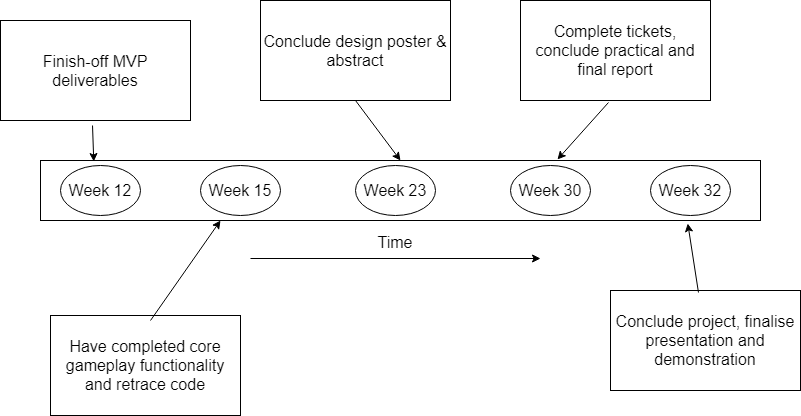 Finish-off MVP
deliverables
Conclude design poster &
abstract
Complete tickets,
conclude practical and
final report
Week 12
Week 15
Week 23
Week 30
Week 32
Time
Have completed core
gameplay functionality
and retrace code
Conclude project, finalise
presentation and
demonstration